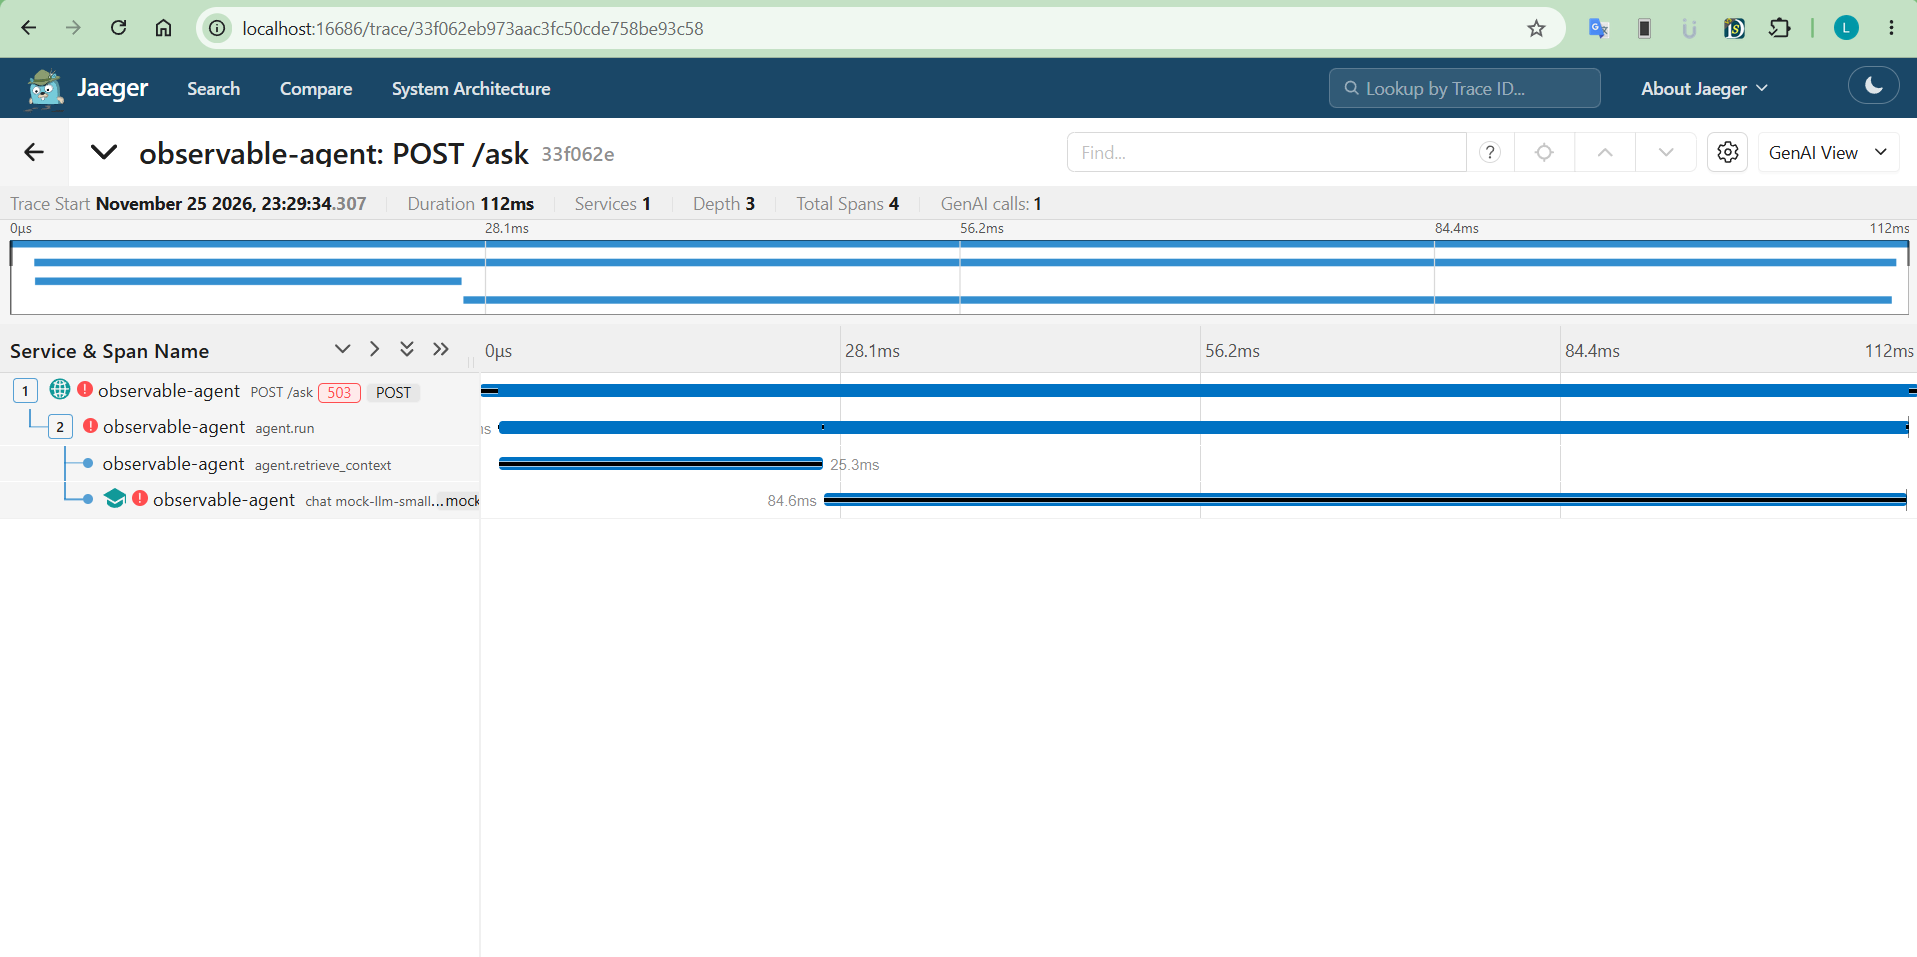 localhost:16686/trace/33f062eb973aac3fc50cde758be93c58
L
Jaeger Search Compare System Architecture Lookup by Trace ID... About Jaeger
observable-agent: POST /ask 33f062e Find... ? GenAI View
Trace Start November 25 2026, 23:29:34.307 Duration 112ms Services 1 Depth 3 Total Spans 4 GenAI calls: 1
0μs 28.1ms 56.2ms 84.4ms 112ms
Service & Span Name 0μs 28.1ms 56.2ms 84.4ms 112ms
1 observable-agent POST /ask 503 POST
2 observable-agent agent.run
observable-agent agent.retrieve_context 25.3ms
observable-agent chat mock-llm-small... mock 84.6ms